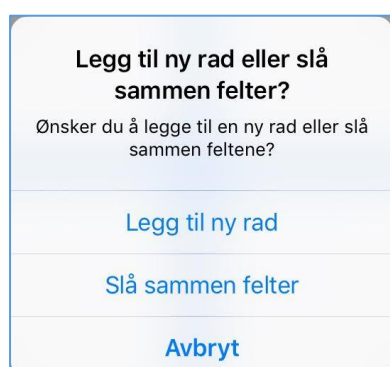 Legg til ny rad eller slå
sammen felter?
Ønsker du å legge til en ny rad eller slå
sammen feltene?
Legg til ny rad
Slå sammen felter
Avbryt